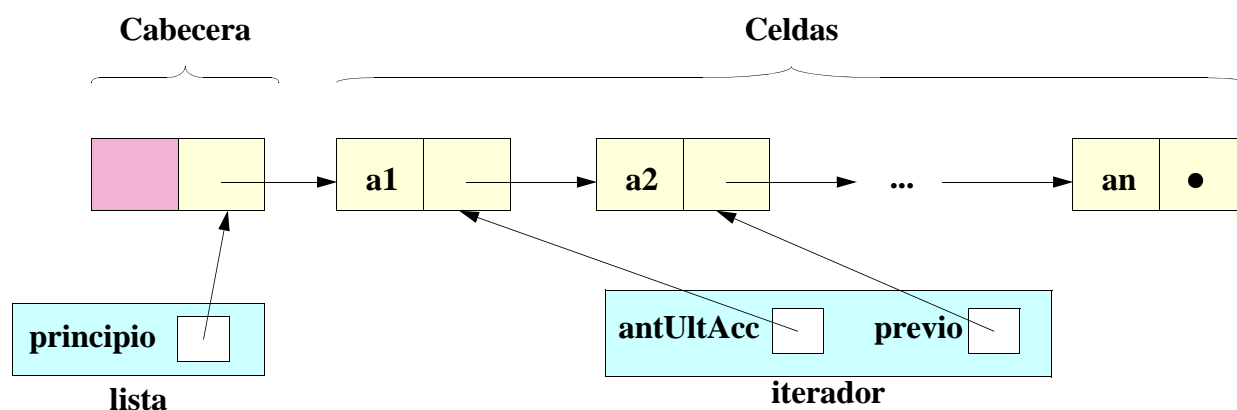 Cabecera
Celdas
a1
a2
...
an
principio
antUltAcc
previo
lista
iterador